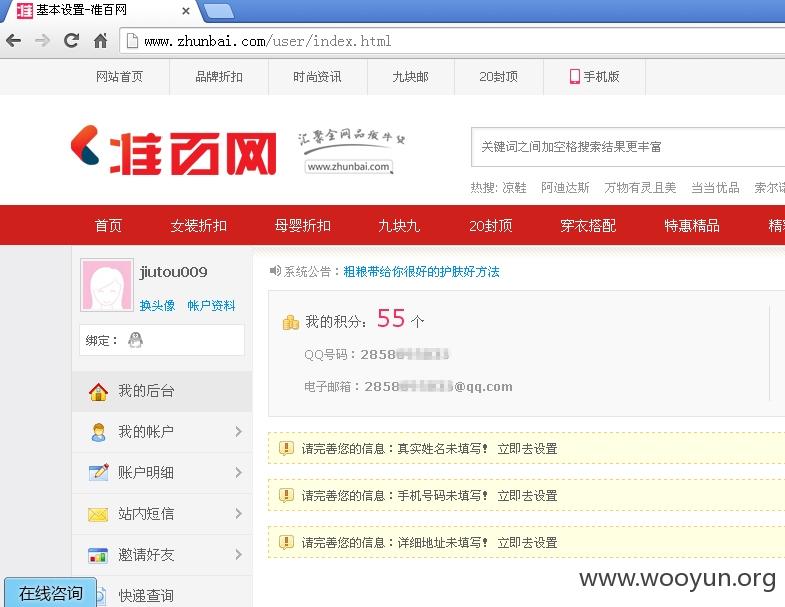 基本设置-准百网
www.zhunbai.com/user/index.html
网站首页 品牌折扣 时尚资讯 九块邮 20封顶 手机版
准百网 汇聚全网品质牛货
www.zhunbai.com
关键词之间加空格搜索结果更丰富
热搜: 凉鞋 阿迪达斯 万物有灵且美 当当优品 索尔诺
首页 女装折扣 母婴折扣 九块九 20封顶 穿衣搭配 特惠精品 精
jiutou009
换头像 帐户资料
绑定：
系统公告：粗粮带给你很好的护肤好方法
我的积分： 55 个
QQ号码：2858
电子邮箱：2858 @qq.com
我的后台
我的帐户
账户明细
站内短信
邀请好友
快递查询
请完善您的信息：真实姓名未填写！ 立即去设置
请完善您的信息：手机号码未填写！ 立即去设置
请完善您的信息：详细地址未填写！ 立即去设置
在线咨询
www.wooyun.org